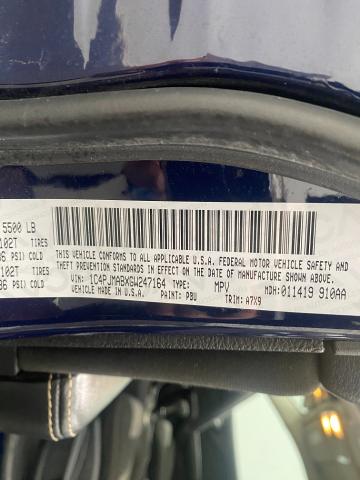 5500 LB
102T TIRES
36 PSI) COLD
102T TIRES
36 PSI) COLD
THIS VEHICLE CONFORMS TO ALL APPLICABLE U.S.A. FEDERAL MOTOR VEHICLE SAFETY AND
THEFT PREVENTION STANDARDS IN EFFECT ON THE DATE OF MANUFACTURE SHOWN ABOVE.
VIN: 1C4PJMABXGW247164 TYPE: MPV MDH: 011419 910AA
VEHICLE MADE IN U.S.A. PAINT: PBU TRIM: A7X9